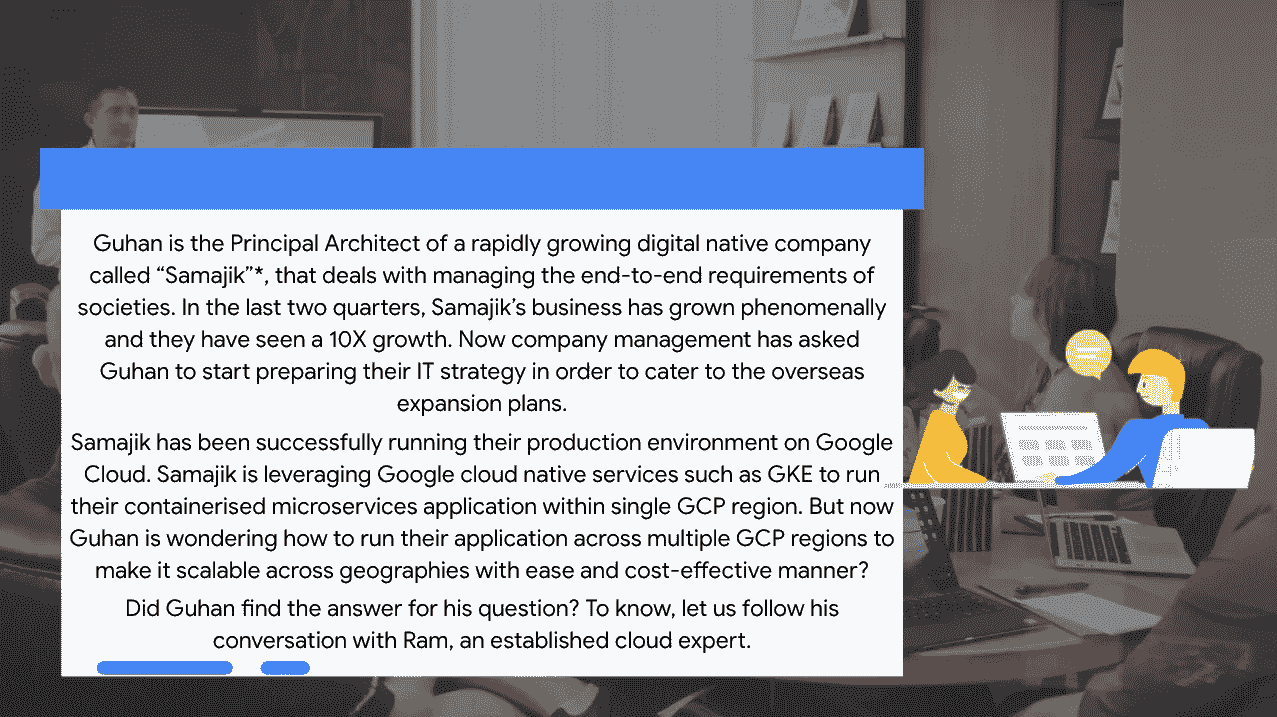 Guhan is the Principal Architect of a rapidly growing digital native company
called “Samajik”*, that deals with managing the end-to-end requirements of
societies. In the last two quarters, Samajik’s business has grown phenomenally
and they have seen a 10X growth. Now company management has asked
Guhan to start preparing their IT strategy in order to cater to the overseas
expansion plans.
Samajik has been successfully running their production environment on Google
Cloud. Samajik is leveraging Google cloud native services such as GKE to run
their containerised microservices application within single GCP region. But now
Guhan is wondering how to run their application across multiple GCP regions to
make it scalable across geographies with ease and cost-effective manner?
Did Guhan find the answer for his question? To know, let us follow his
conversation with Ram, an established cloud expert.